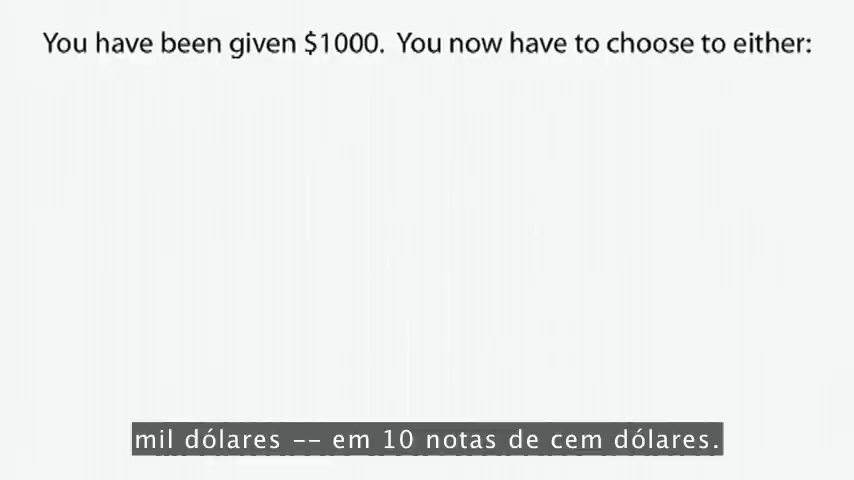 You have been given $1000. You now have to choose to either:
mil dólares -- em 10 notas de cem dólares.